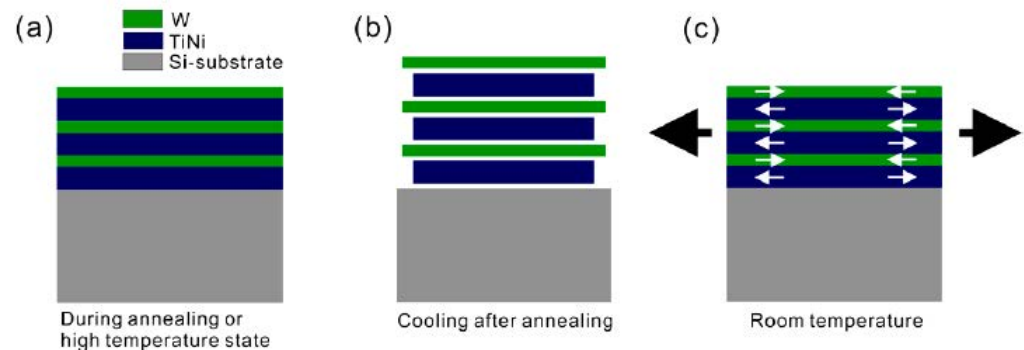 (a)
W
TiNi
Si-substrate
(b)
(c)
During annealing or
high temperature state
Cooling after annealing
Room temperature